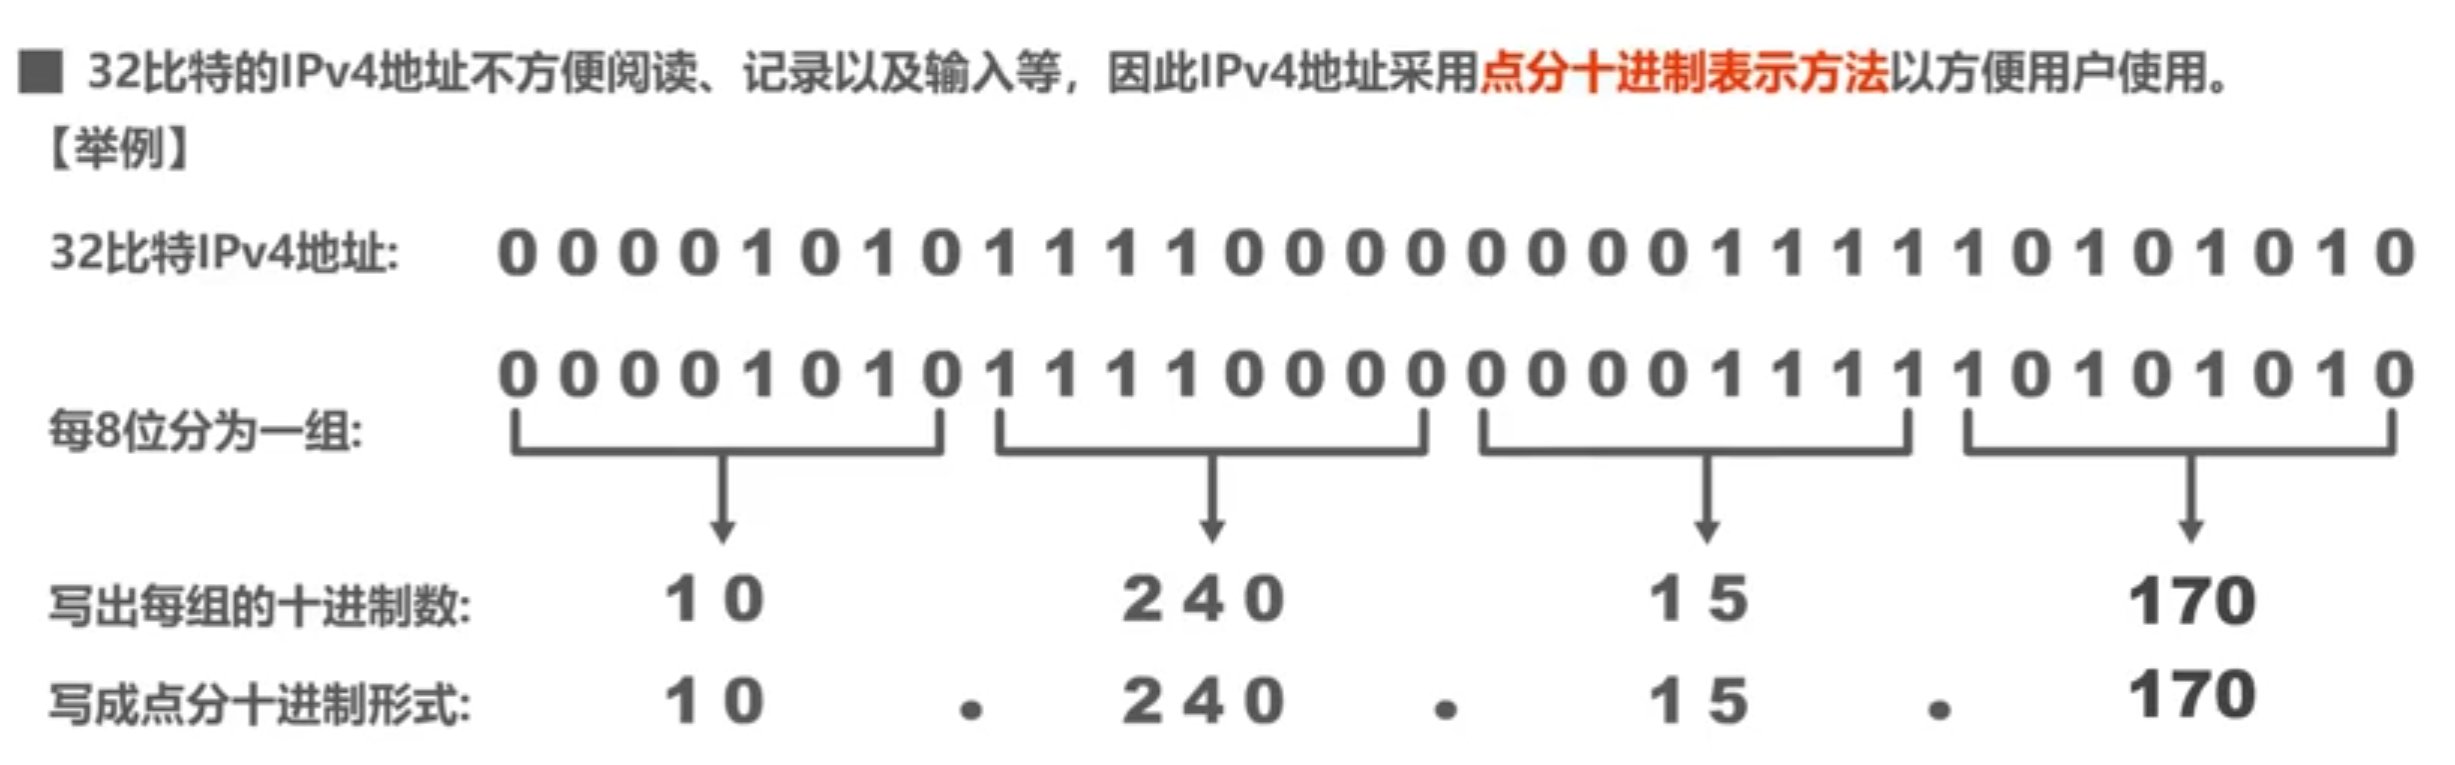 ■ 32比特的IPv4地址不方便阅读、记录以及输入等，因此IPv4地址采用点分十进制表示方法以方便用户使用。
【举例】
32比特IPv4地址: 0 0 0 0 1 0 1 0 1 1 1 1 0 0 0 0 0 0 0 0 1 1 1 1 1 0 1 0 1 0 1 0
0 0 0 0 1 0 1 0 1 1 1 1 0 0 0 0 0 0 0 0 1 1 1 1 1 0 1 0 1 0 1 0
每8位分为一组:
写出每组的十进制数: 1 0 2 4 0 1 5 170
写成点分十进制形式: 1 0 . 2 4 0 . 1 5 . 170